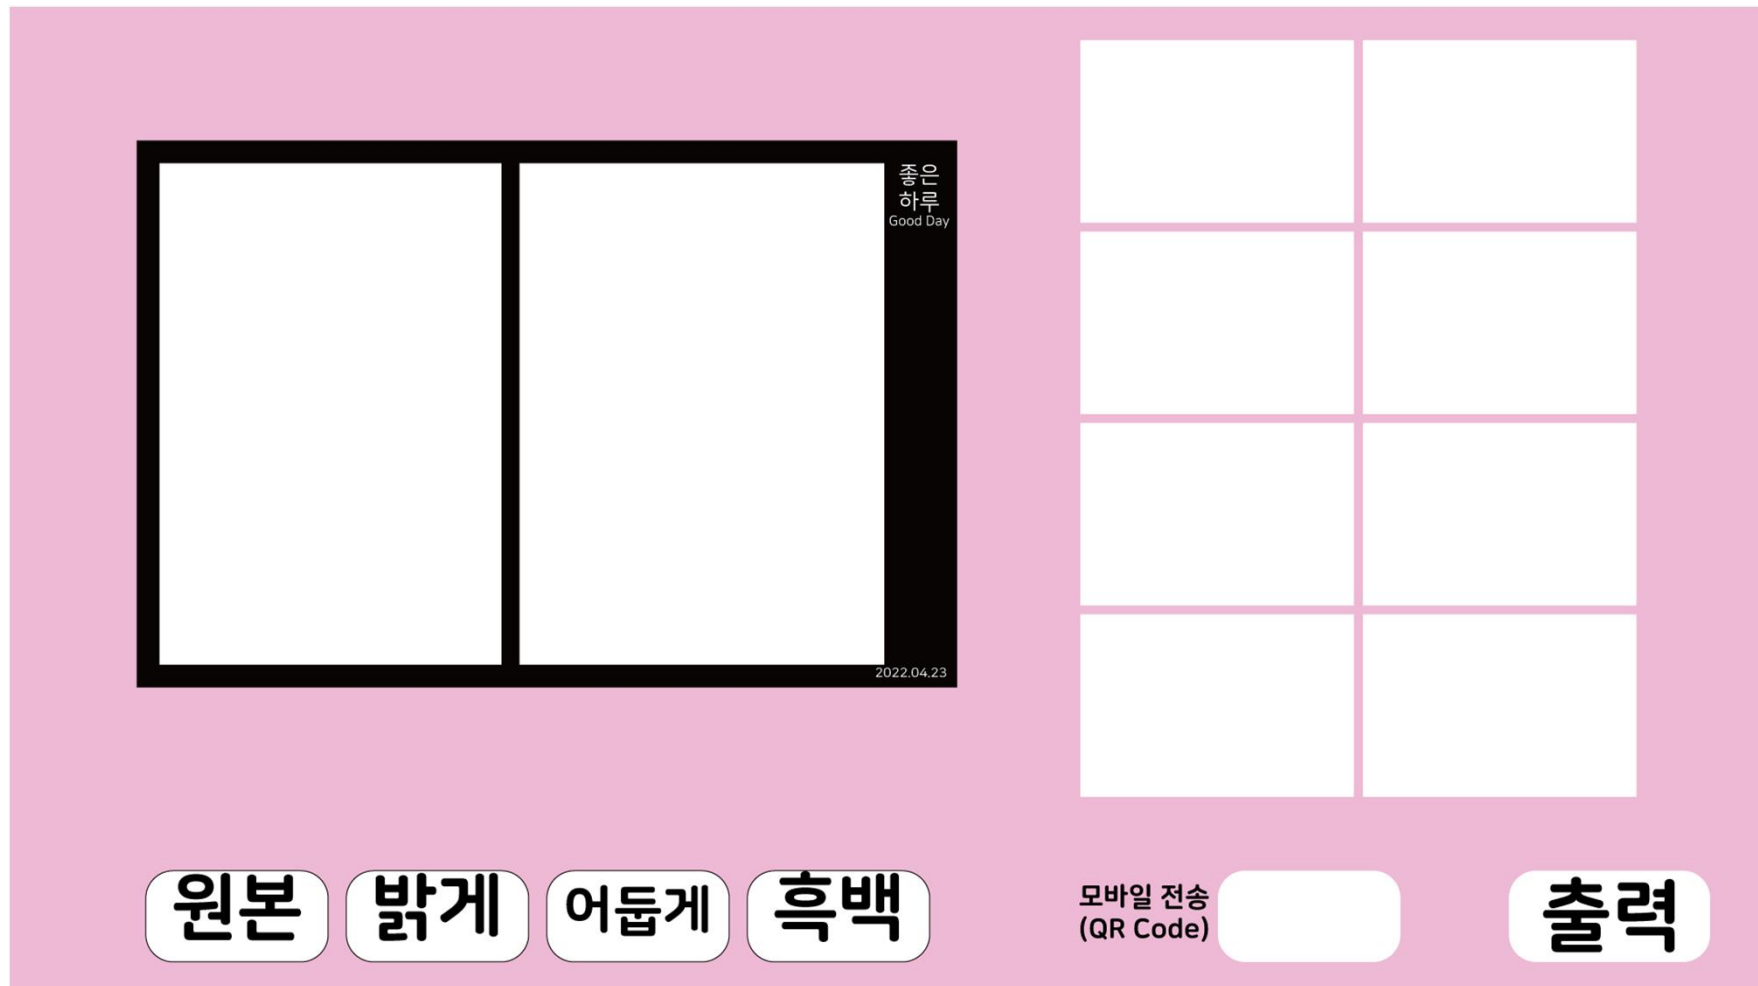 좋은
하루
Good Day
2022.04.23
원본
밝게
어둡게
흑백
모바일 전송
(QR Code)
출력